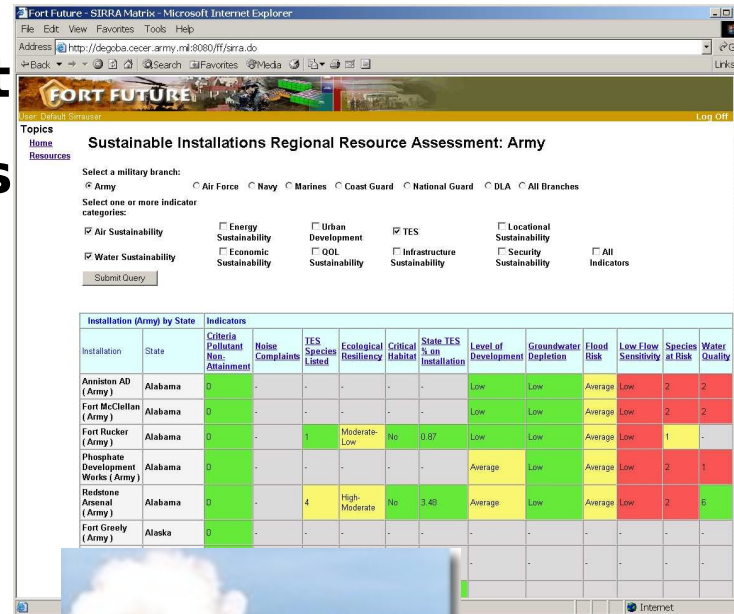 t
s
Fort Future - SIRRA Matrix - Microsoft Internet Explorer
File Edit View Favorites Tools Help
Address http://degoba.cecer.army.mil:8080/ff/sirra.do
Back Search Favorites Media Links
FORT FUTURE
User: Default Sirrauser Log Off
Topics
Home
Resources
Sustainable Installations Regional Resource Assessment: Army
Select a military branch:
Army Air Force Navy Marines Coast Guard National Guard DLA All Branches
Select one or more indicator categories:
Air Sustainability Energy Sustainability Urban Development TES Locational Sustainability
Water Sustainability Economic Sustainability QOL Sustainability Infrastructure Sustainability Security Sustainability All Indicators
Submit Query
Installation (Army) by State Indicators
Installation State Criteria Pollutant Non-Attainment Noise Complaints TES Species Listed Ecological Resiliency Critical Habitat State TES % on Installation Level of Development Groundwater Depletion Flood Risk Low Flow Sensitivity Species at Risk Water Quality
Anniston AD ( Army ) Alabama 0 - - - - - Low Low Average Low 2 2
Fort McClellan ( Army ) Alabama 0 - - - - - Low Low Average Low 2 2
Fort Rucker ( Army ) Alabama 0 - 1 Moderate-Low No 0.87 Low Low Average Low 1 -
Phosphate Development Works ( Army ) Alabama 0 - - - - - Average Low Average Low 2 1
Redstone Arsenal ( Army ) Alabama 0 - 4 High-Moderate No 3.48 Average Low Average Low 2 6
Fort Greely ( Army ) Alaska 0 - - - - - - - - - - -
Internet